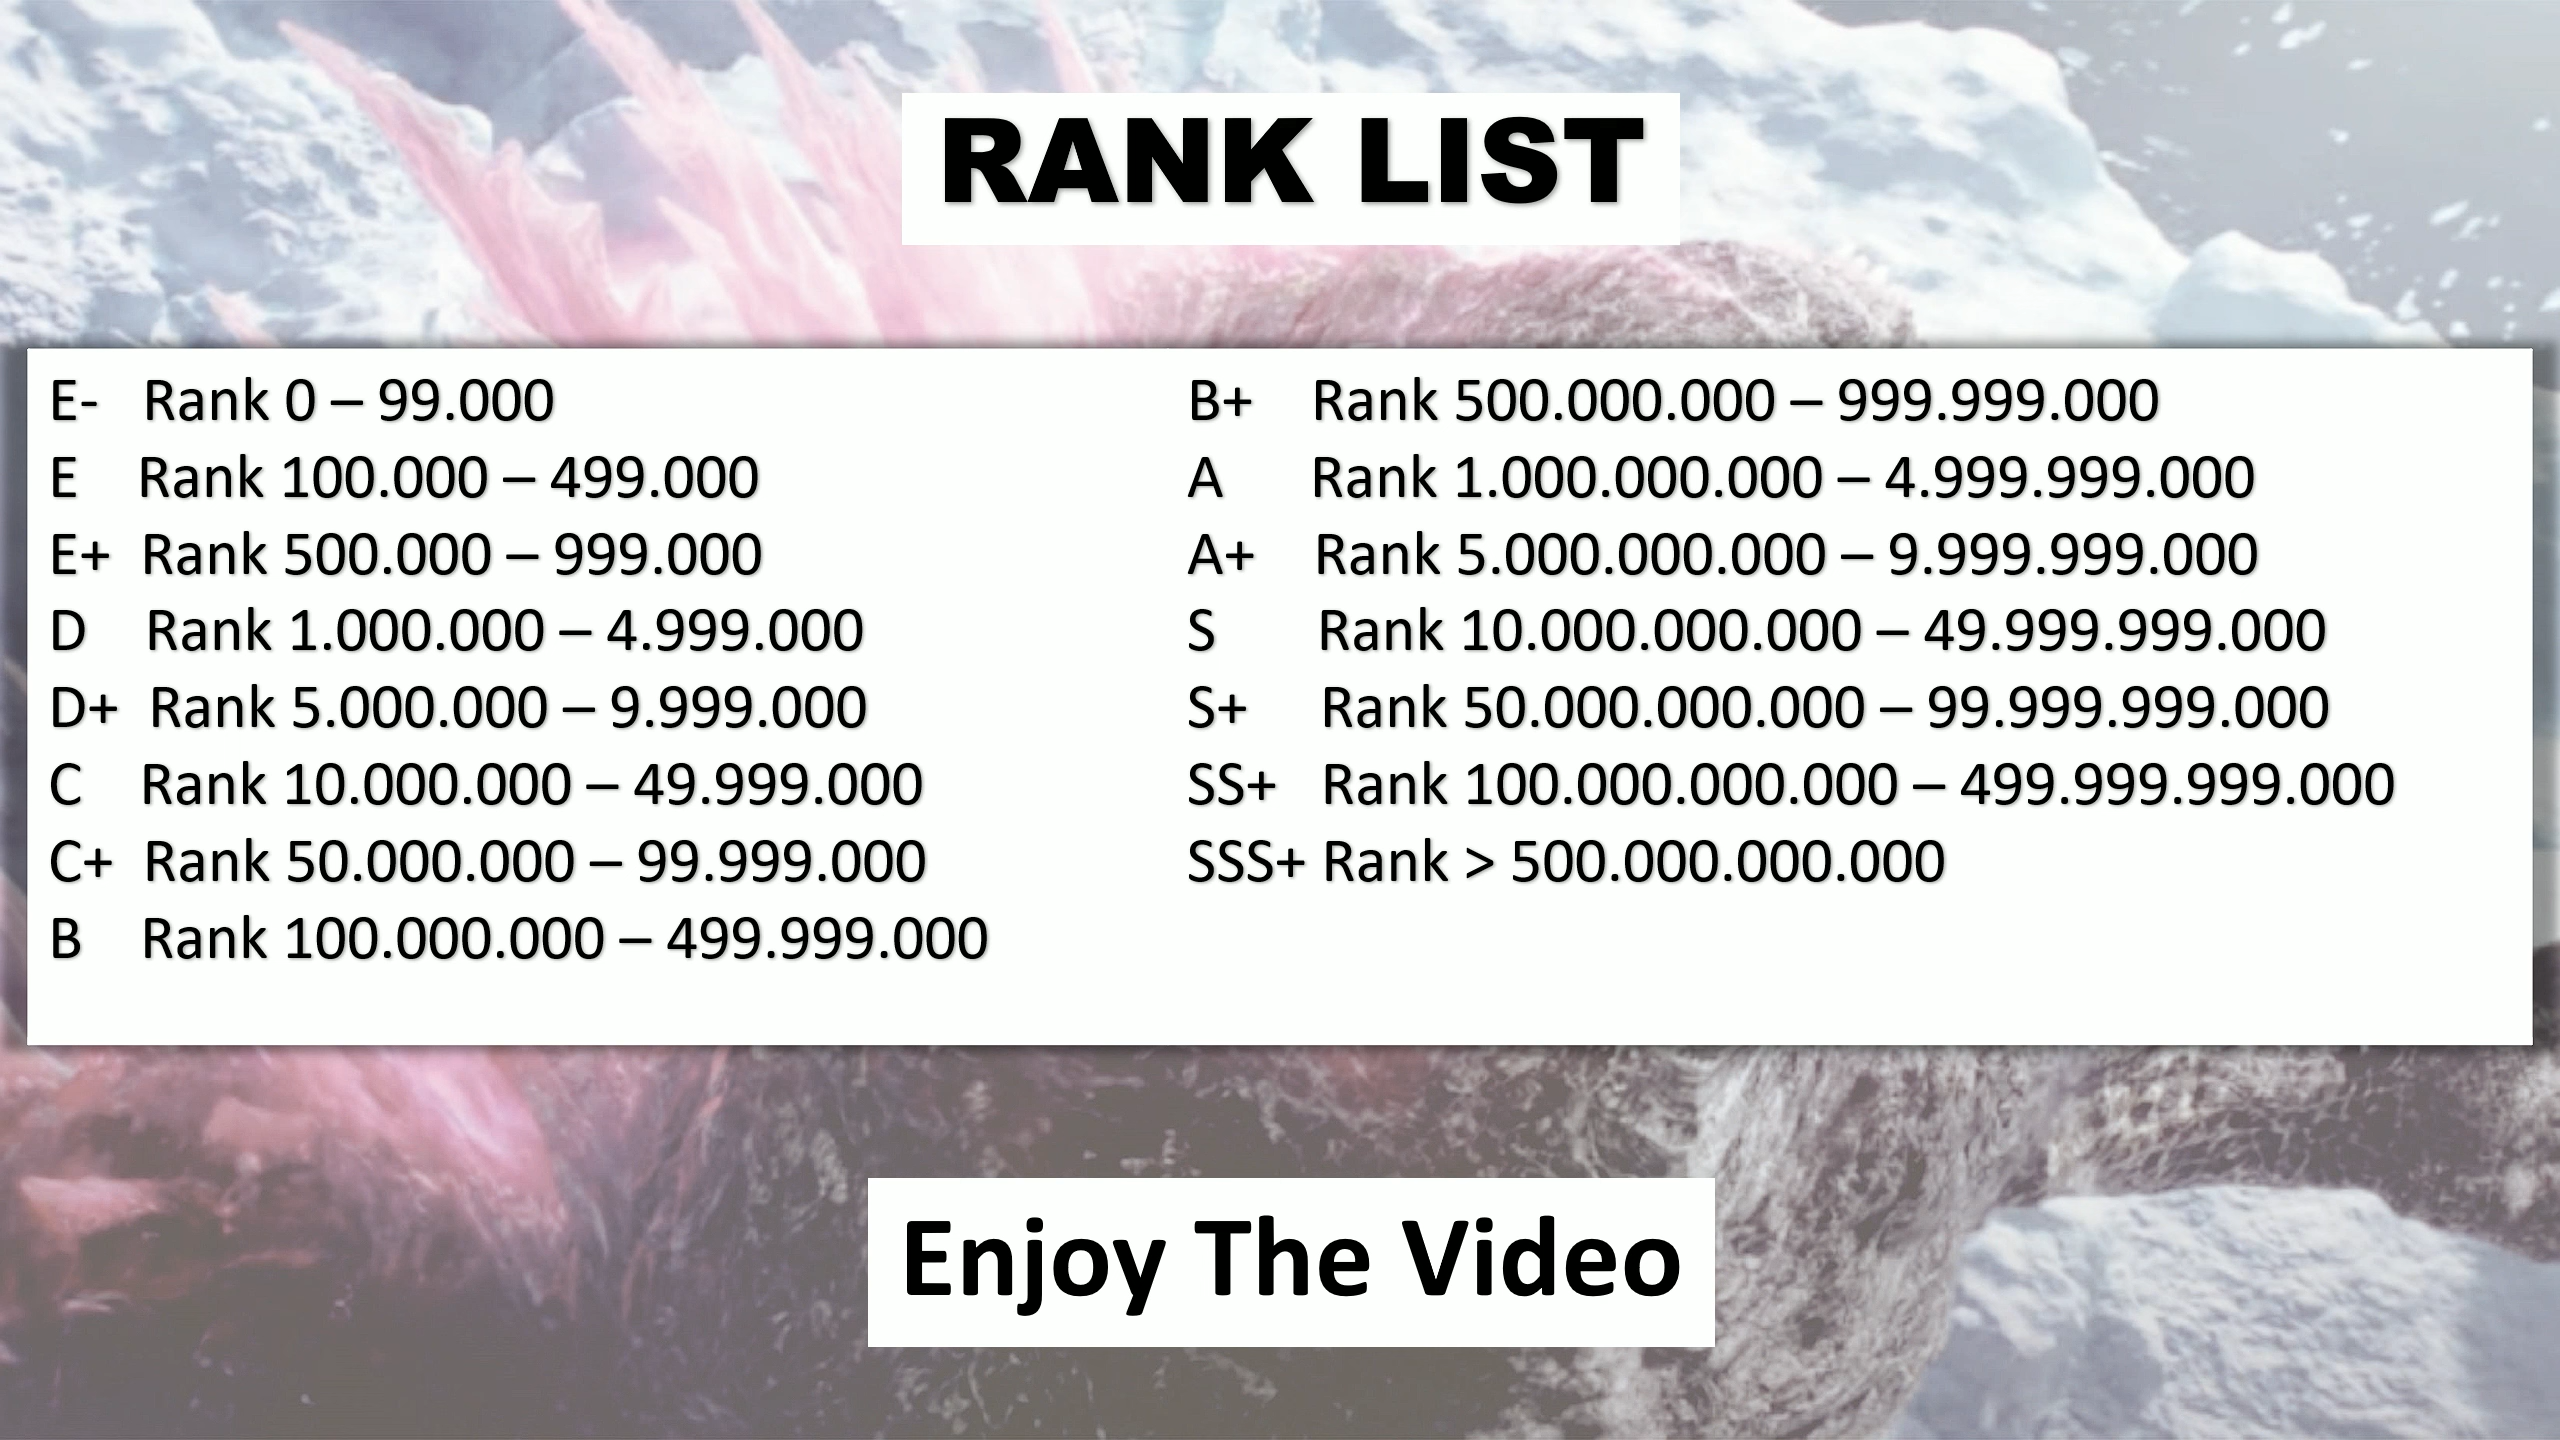 RANK LIST
E- Rank 0 – 99.000
E Rank 100.000 – 499.000
E+ Rank 500.000 – 999.000
D Rank 1.000.000 – 4.999.000
D+ Rank 5.000.000 – 9.999.000
C Rank 10.000.000 – 49.999.000
C+ Rank 50.000.000 – 99.999.000
B Rank 100.000.000 – 499.999.000
B+ Rank 500.000.000 – 999.999.000
A Rank 1.000.000.000 – 4.999.999.000
A+ Rank 5.000.000.000 – 9.999.999.000
S Rank 10.000.000.000 – 49.999.999.000
S+ Rank 50.000.000.000 – 99.999.999.000
SS+ Rank 100.000.000.000 – 499.999.999.000
SSS+ Rank > 500.000.000.000
Enjoy The Video